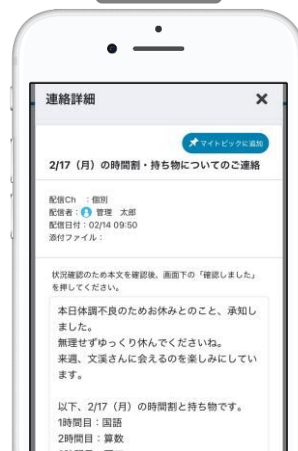 連絡詳細
マイトピックに追加
2/17（月）の時間割・持ち物についてのご連絡
配信Ch ：個別
配信者： 管理 太郎
配信日付：02/14 09:50
添付ファイル：
状況確認のため本文を確認後、画面下の「確認しました」
を押してください。
本日体調不良のためお休みとのこと、承知し
ました。
無理せずゆっくり休んでくださいね。
来週、文溪さんに会えるのを楽しみにしてい
ます。
以下、2/17（月）の時間割と持ち物です。
1時間目：国語
2時間目：算数